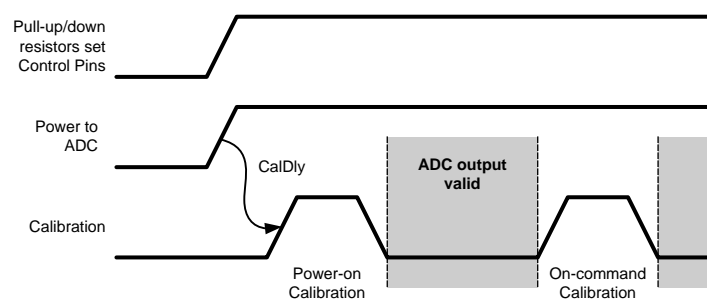 Pull-up/down
resistors set
Control Pins
Power to
ADC
CalDly
ADC output
valid
Calibration
Power-on
Calibration
On-command
Calibration